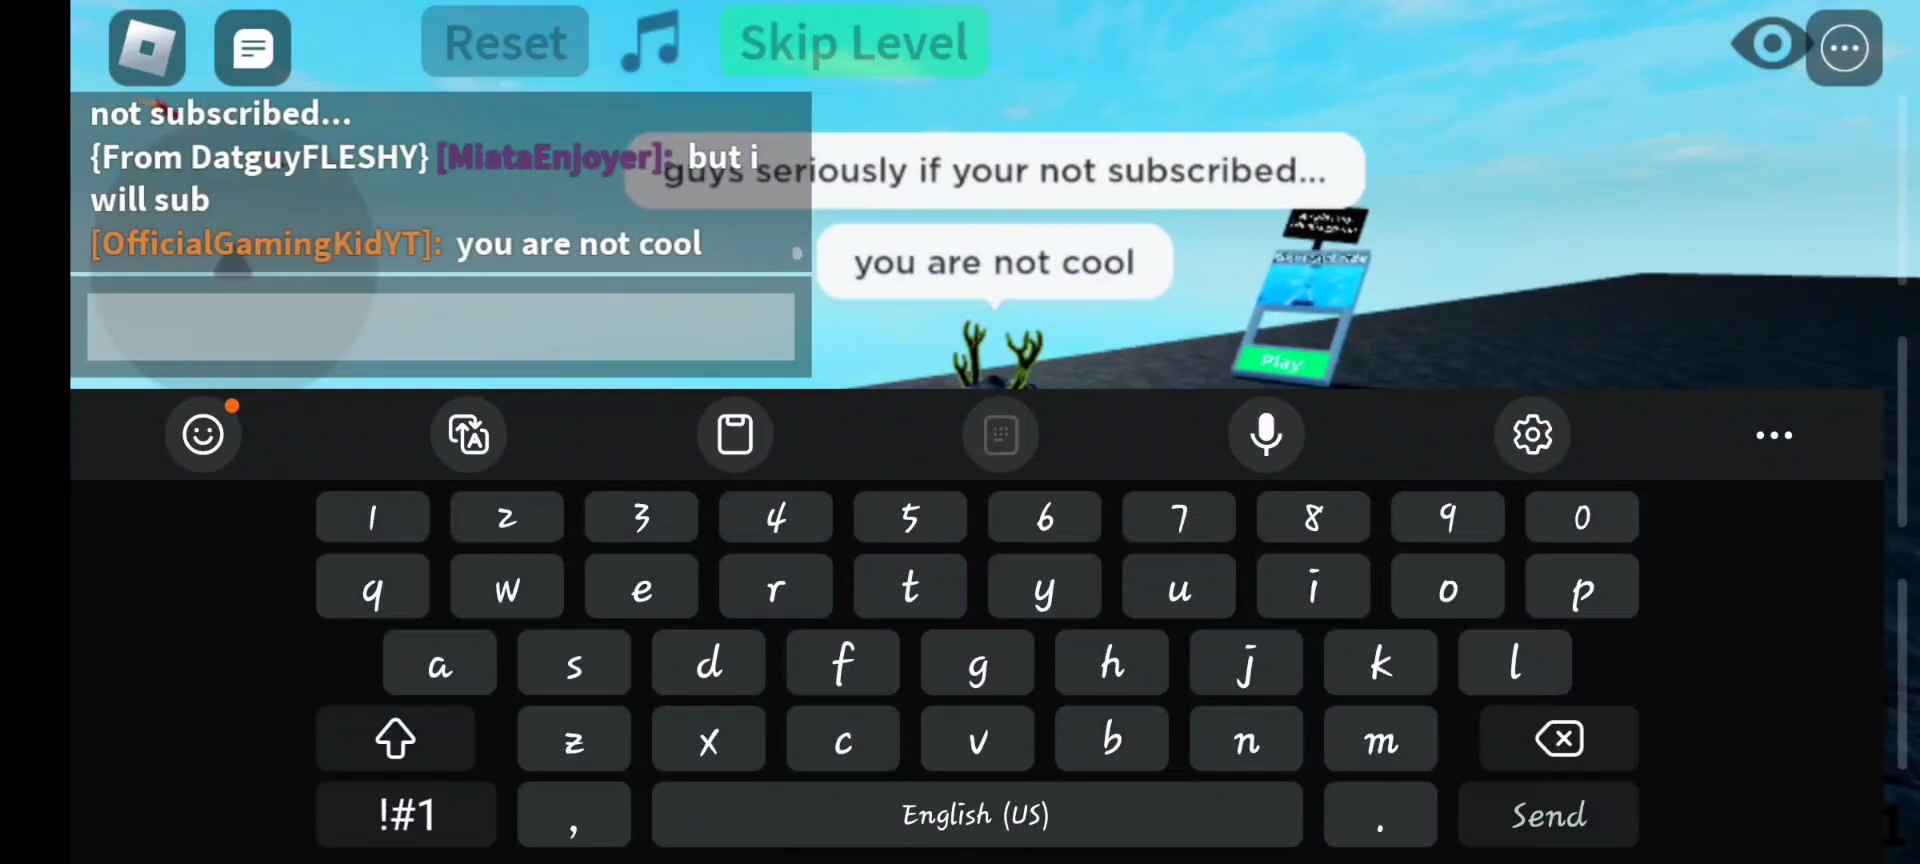 Reset
Skip Level
not subscribed...
{From DatguyFLESHY} [MiataEnjoyer]: but i
will sub
[OfficialGamingKidYT]: you are not cool
guys seriously if your not subscribed...
you are not cool
Play
1 2 3 4 5 6 7 8 9 0
q w e r t y u i o p
a s d f g h j k l
z x c v b n m
!#1 , English (US) . Send